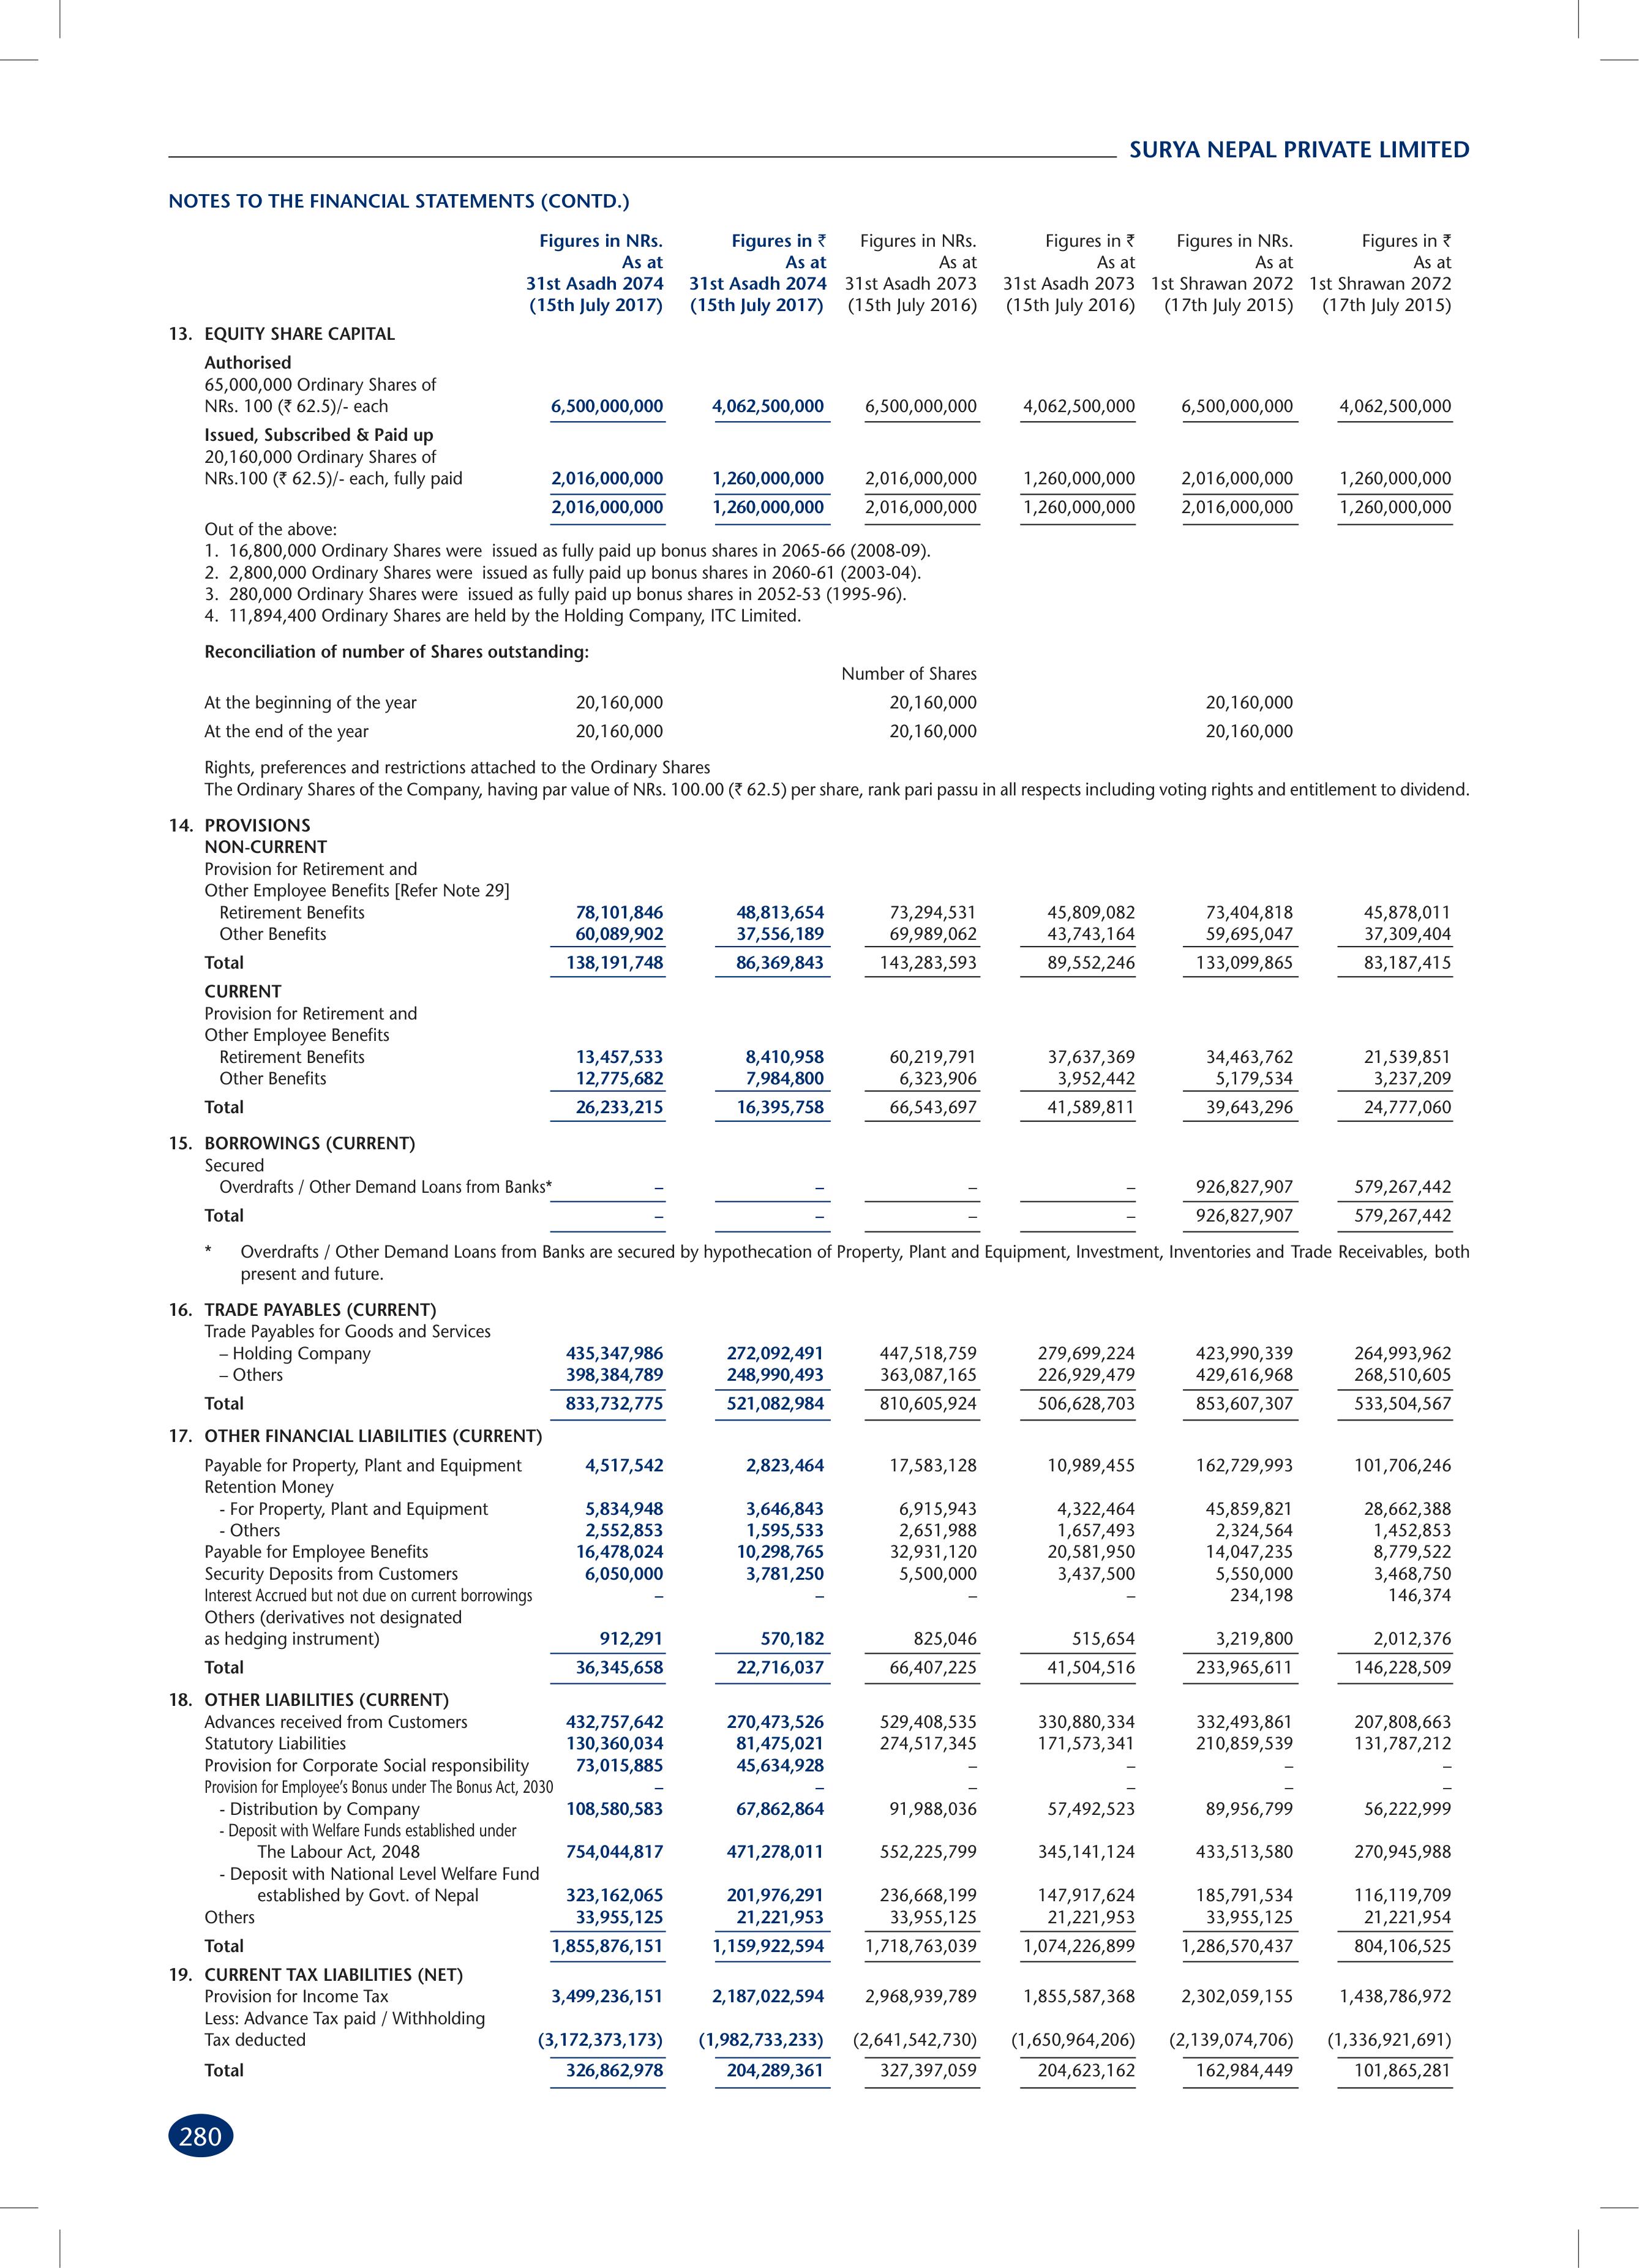 SURYA NEPAL PRIVATE LIMITED
NOTES TO THE FINANCIAL STATEMENTS (CONTD.)
Figures in NRs. Figures in ₹ Figures in NRs. Figures in ₹ Figures in NRs. Figures in ₹
As at As at As at As at As at As at
31st Asadh 2074 31st Asadh 2074 31st Asadh 2073 31st Asadh 2073 1st Shrawan 2072 1st Shrawan 2072
(15th July 2017) (15th July 2017) (15th July 2016) (15th July 2016) (17th July 2015) (17th July 2015)
13. EQUITY SHARE CAPITAL
Authorised
65,000,000 Ordinary Shares of
NRs. 100 (₹ 62.5)/- each 6,500,000,000 4,062,500,000 6,500,000,000 4,062,500,000 6,500,000,000 4,062,500,000
Issued, Subscribed & Paid up
20,160,000 Ordinary Shares of
NRs.100 (₹ 62.5)/- each, fully paid 2,016,000,000 1,260,000,000 2,016,000,000 1,260,000,000 2,016,000,000 1,260,000,000
2,016,000,000 1,260,000,000 2,016,000,000 1,260,000,000 2,016,000,000 1,260,000,000
Out of the above:
1. 16,800,000 Ordinary Shares were issued as fully paid up bonus shares in 2065-66 (2008-09).
2. 2,800,000 Ordinary Shares were issued as fully paid up bonus shares in 2060-61 (2003-04).
3. 280,000 Ordinary Shares were issued as fully paid up bonus shares in 2052-53 (1995-96).
4. 11,894,400 Ordinary Shares are held by the Holding Company, ITC Limited.
Reconciliation of number of Shares outstanding:
Number of Shares
At the beginning of the year 20,160,000 20,160,000 20,160,000
At the end of the year 20,160,000 20,160,000 20,160,000
Rights, preferences and restrictions attached to the Ordinary Shares
The Ordinary Shares of the Company, having par value of NRs. 100.00 (₹ 62.5) per share, rank pari passu in all respects including voting rights and entitlement to dividend.
14. PROVISIONS
NON-CURRENT
Provision for Retirement and
Other Employee Benefits [Refer Note 29]
Retirement Benefits 78,101,846 48,813,654 73,294,531 45,809,082 73,404,818 45,878,011
Other Benefits 60,089,902 37,556,189 69,989,062 43,743,164 59,695,047 37,309,404
Total 138,191,748 86,369,843 143,283,593 89,552,246 133,099,865 83,187,415
CURRENT
Provision for Retirement and
Other Employee Benefits
Retirement Benefits 13,457,533 8,410,958 60,219,791 37,637,369 34,463,762 21,539,851
Other Benefits 12,775,682 7,984,800 6,323,906 3,952,442 5,179,534 3,237,209
Total 26,233,215 16,395,758 66,543,697 41,589,811 39,643,296 24,777,060
15. BORROWINGS (CURRENT)
Secured
Overdrafts / Other Demand Loans from Banks* – – – – 926,827,907 579,267,442
Total – – – – 926,827,907 579,267,442
* Overdrafts / Other Demand Loans from Banks are secured by hypothecation of Property, Plant and Equipment, Investment, Inventories and Trade Receivables, both
present and future.
16. TRADE PAYABLES (CURRENT)
Trade Payables for Goods and Services
– Holding Company 435,347,986 272,092,491 447,518,759 279,699,224 423,990,339 264,993,962
– Others 398,384,789 248,990,493 363,087,165 226,929,479 429,616,968 268,510,605
Total 833,732,775 521,082,984 810,605,924 506,628,703 853,607,307 533,504,567
17. OTHER FINANCIAL LIABILITIES (CURRENT)
Payable for Property, Plant and Equipment 4,517,542 2,823,464 17,583,128 10,989,455 162,729,993 101,706,246
Retention Money
- For Property, Plant and Equipment 5,834,948 3,646,843 6,915,943 4,322,464 45,859,821 28,662,388
- Others 2,552,853 1,595,533 2,651,988 1,657,493 2,324,564 1,452,853
Payable for Employee Benefits 16,478,024 10,298,765 32,931,120 20,581,950 14,047,235 8,779,522
Security Deposits from Customers 6,050,000 3,781,250 5,500,000 3,437,500 5,550,000 3,468,750
Interest Accrued but not due on current borrowings – – – – 234,198 146,374
Others (derivatives not designated
as hedging instrument) 912,291 570,182 825,046 515,654 3,219,800 2,012,376
Total 36,345,658 22,716,037 66,407,225 41,504,516 233,965,611 146,228,509
18. OTHER LIABILITIES (CURRENT)
Advances received from Customers 432,757,642 270,473,526 529,408,535 330,880,334 332,493,861 207,808,663
Statutory Liabilities 130,360,034 81,475,021 274,517,345 171,573,341 210,859,539 131,787,212
Provision for Corporate Social responsibility 73,015,885 45,634,928 – – – –
Provision for Employee's Bonus under The Bonus Act, 2030 – – – – – –
- Distribution by Company 108,580,583 67,862,864 91,988,036 57,492,523 89,956,799 56,222,999
- Deposit with Welfare Funds established under
The Labour Act, 2048 754,044,817 471,278,011 552,225,799 345,141,124 433,513,580 270,945,988
- Deposit with National Level Welfare Fund
established by Govt. of Nepal 323,162,065 201,976,291 236,668,199 147,917,624 185,791,534 116,119,709
Others 33,955,125 21,221,953 33,955,125 21,221,953 33,955,125 21,221,954
Total 1,855,876,151 1,159,922,594 1,718,763,039 1,074,226,899 1,286,570,437 804,106,525
19. CURRENT TAX LIABILITIES (NET)
Provision for Income Tax 3,499,236,151 2,187,022,594 2,968,939,789 1,855,587,368 2,302,059,155 1,438,786,972
Less: Advance Tax paid / Withholding
Tax deducted (3,172,373,173) (1,982,733,233) (2,641,542,730) (1,650,964,206) (2,139,074,706) (1,336,921,691)
Total 326,862,978 204,289,361 327,397,059 204,623,162 162,984,449 101,865,281
280